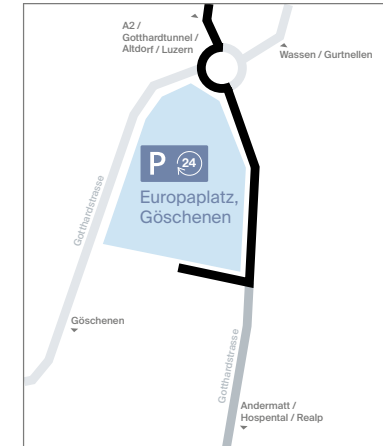 A2 /
Gotthardtunnel /
Altdorf / Luzern
Wassen / Gurtnellen
P 24
Europaplatz,
Göschenen
Gotthardstrasse
Göschenen
Gotthardstrasse
Andermatt /
Hospental / Realp